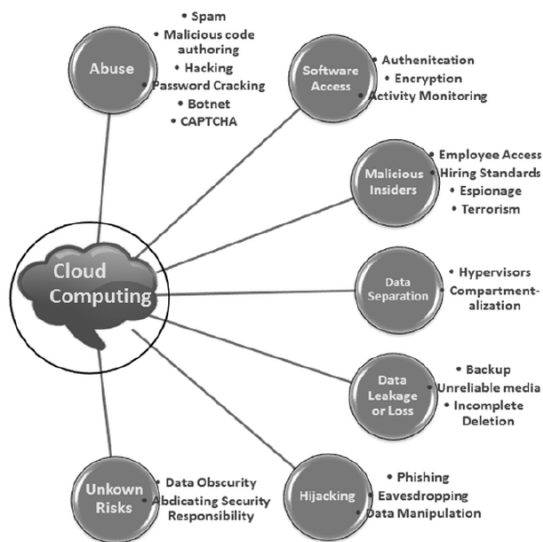 Abuse
• Spam
• Malicious code
authoring
• Hacking
• Password Cracking
• Botnet
• CAPTCHA
Software
Access
• Authenitcation
• Encryption
• Activity Monitoring
Malicious
Insiders
• Employee Access
• Hiring Standards
• Espionage
• Terrorism
Cloud
Computing
Data
Separation
• Hypervisors
• Compartment-
alization
Data
Leakage
or Loss
• Backup
• Unreliable media
• Incomplete
Deletion
Unkown
Risks
• Data Obscurity
• Abdicating Security
Responsibility
Hijacking
• Phishing
• Eavesdropping
• Data Manipulation